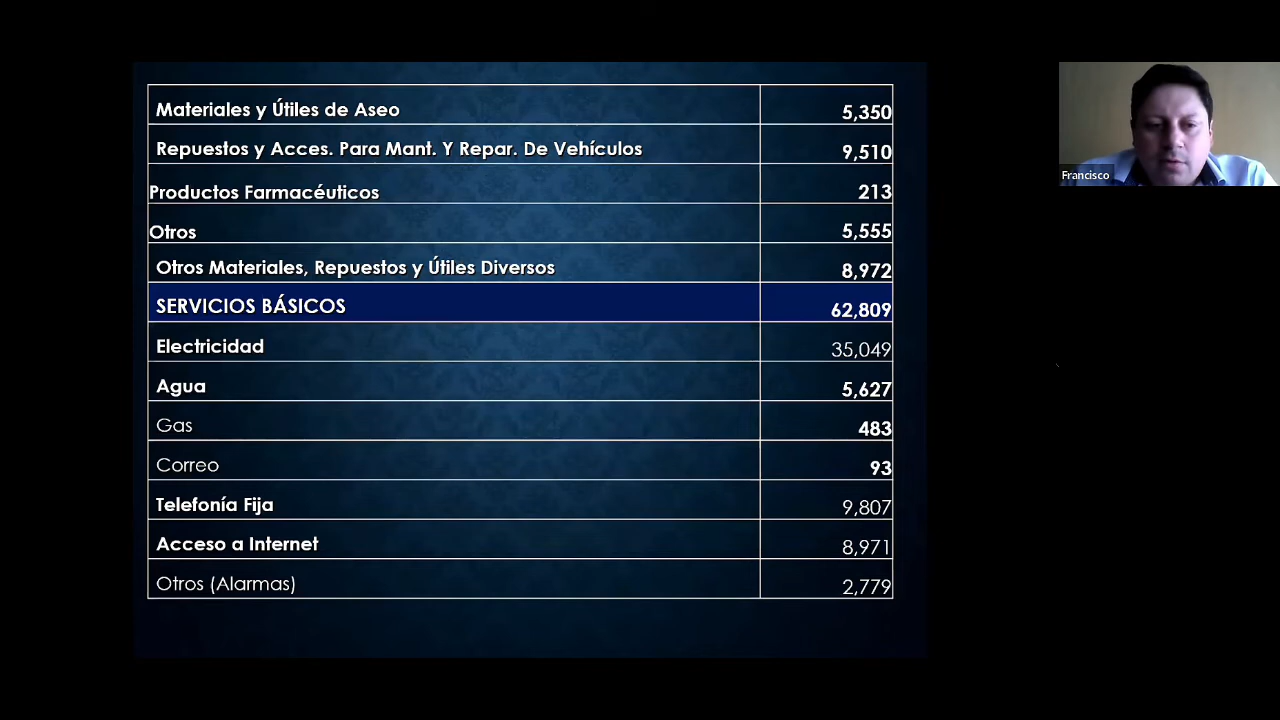 Materiales y Útiles de Aseo 5,350
Repuestos y Acces. Para Mant. Y Repar. De Vehículos 9,510
Productos Farmacéuticos 213
Otros 5,555
Otros Materiales, Repuestos y Útiles Diversos 8,972
SERVICIOS BÁSICOS 62,809
Electricidad 35,049
Agua 5,627
Gas 483
Correo 93
Telefonía Fija 9,807
Acceso a Internet 8,971
Otros (Alarmas) 2,779
Francisco